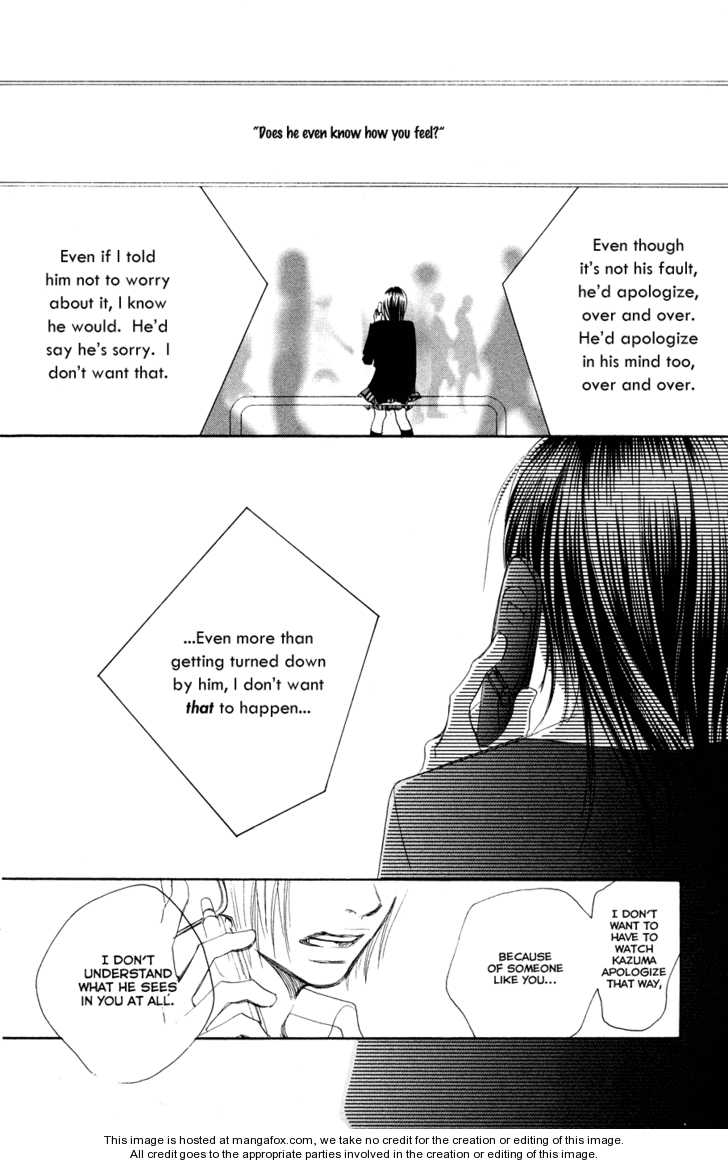 “Does he even know how you feel?”
Even though
it's not his fault,
he'd apologize,
over and over.
He'd apologize
in his mind too,
over and over.
Even if I told
him not to worry
about it, I know
he would. He'd
say he's sorry. I
don't want that.
...Even more than
getting turned down
by him, I don't want
that to happen...
I DON'T
WANT TO
HAVE TO
WATCH
KAZUMA
APOLOGIZE
THAT WAY,
BECAUSE
OF SOMEONE
LIKE YOU...
I DON'T
UNDERSTAND
WHAT HE SEES
IN YOU AT ALL.
This image is hosted at mangafox.com, we take no credit for the creation or editing of this image.
All credit goes to the appropriate parties involved in the creation or editing of this image.